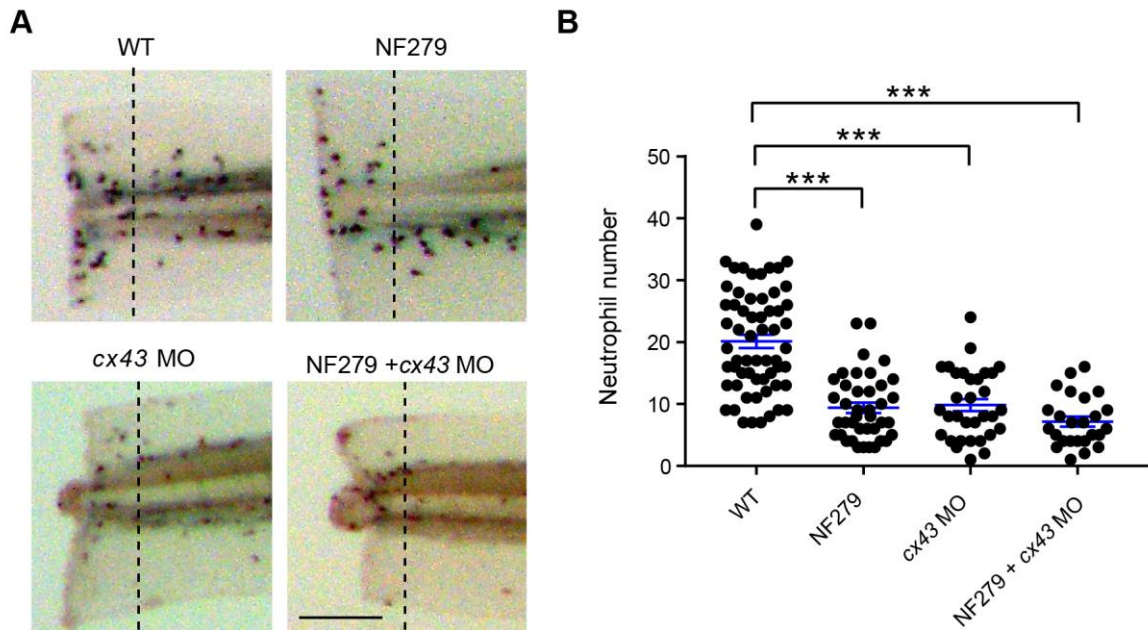 A
WT
NF279
cx43 MO
NF279 +cx43 MO
B
***
***
***
Neutrophil number
50
40
30
20
10
0
WT
NF279
cx43 MO
NF279 + cx43 MO